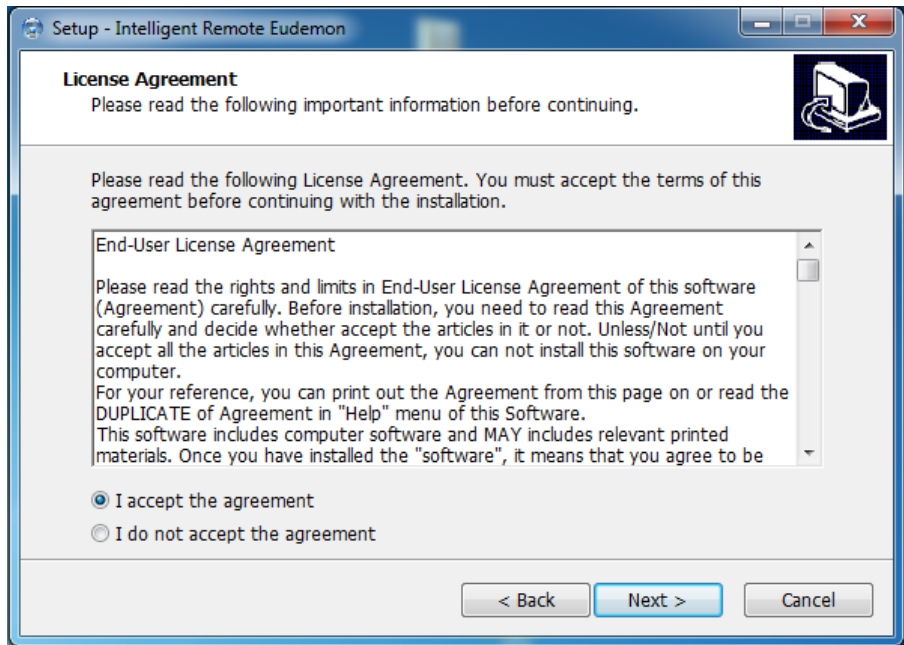 Setup - Intelligent Remote Eudemon
License Agreement
Please read the following important information before continuing.
Please read the following License Agreement. You must accept the terms of this
agreement before continuing with the installation.
End-User License Agreement
Please read the rights and limits in End-User License Agreement of this software
(Agreement) carefully. Before installation, you need to read this Agreement
carefully and decide whether accept the articles in it or not. Unless/Not until you
accept all the articles in this Agreement, you can not install this software on your
computer.
For your reference, you can print out the Agreement from this page on or read the
DUPLICATE of Agreement in "Help" menu of this Software.
This software includes computer software and MAY includes relevant printed
materials. Once you have installed the "software", it means that you agree to be
I accept the agreement
I do not accept the agreement
< Back Next > Cancel